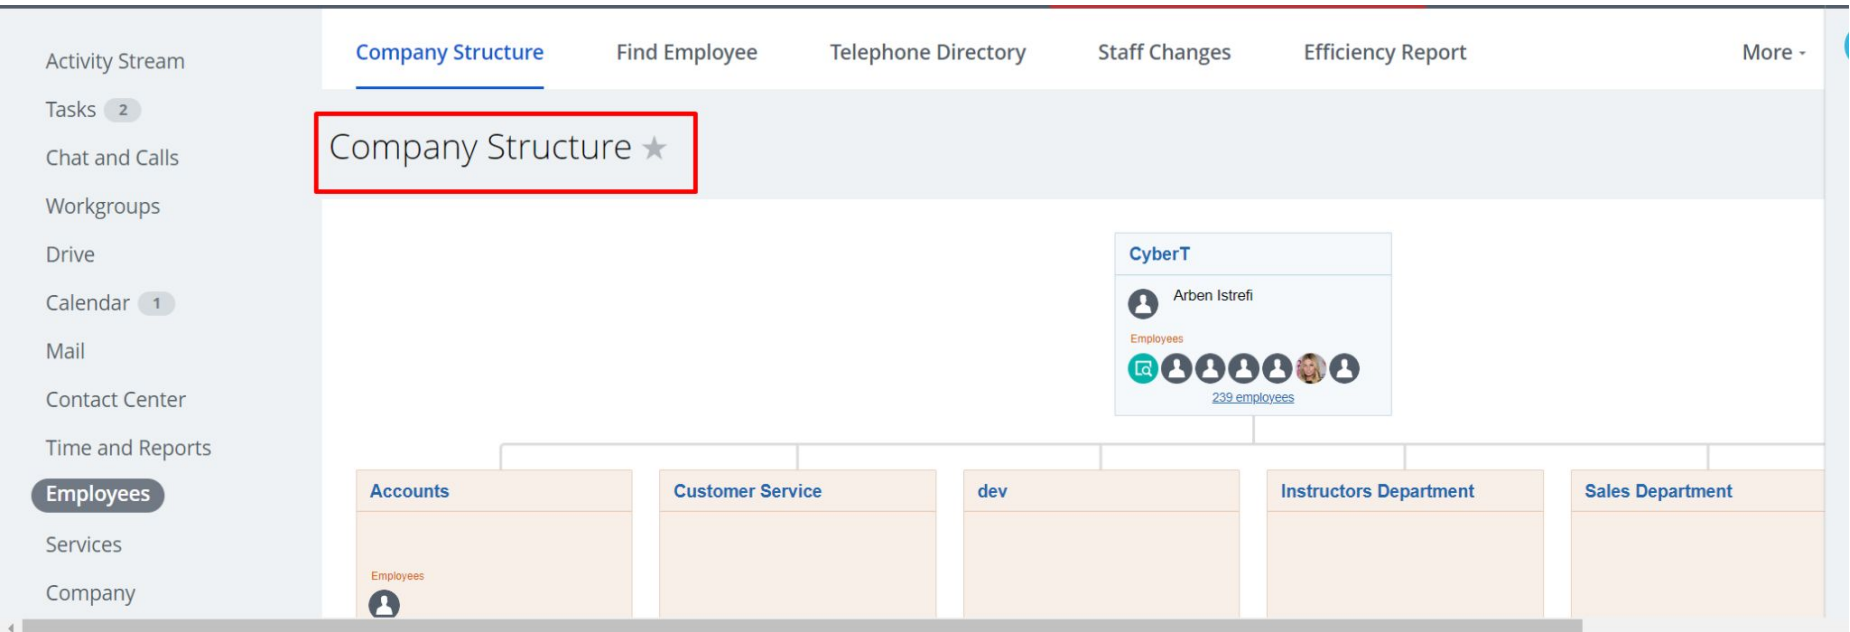 Activity Stream
Tasks 2
Chat and Calls
Workgroups
Drive
Calendar 1
Mail
Contact Center
Time and Reports
Employees
Services
Company
Company Structure Find Employee Telephone Directory Staff Changes Efficiency Report More
Company Structure
CyberT
Arben Istrefi
Employees
239 employees
Accounts
Employees
Customer Service
dev
Instructors Department
Sales Department